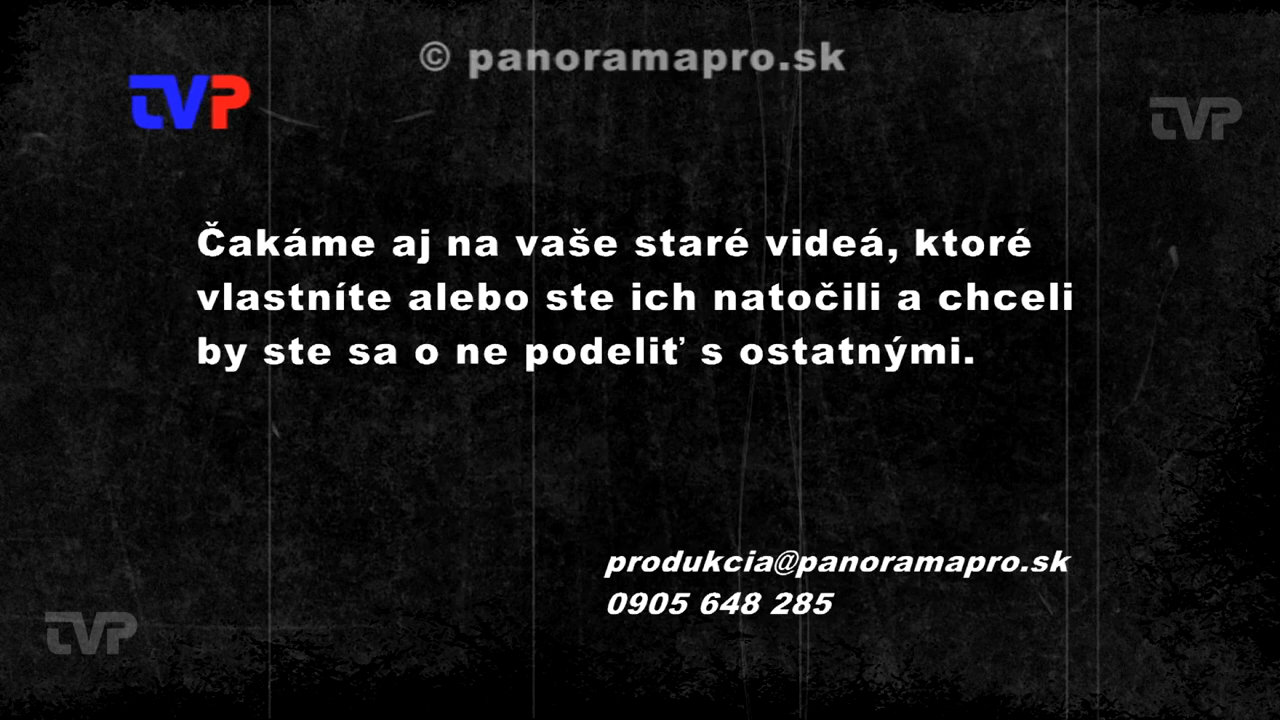 © panoramapro.sk
TVP
TVP
Čakáme aj na vaše staré videá, ktoré
vlastníte alebo ste ich natočili a chceli
by ste sa o ne podeliť s ostatnými.
produkcia@panoramapro.sk
0905 648 285
TVP